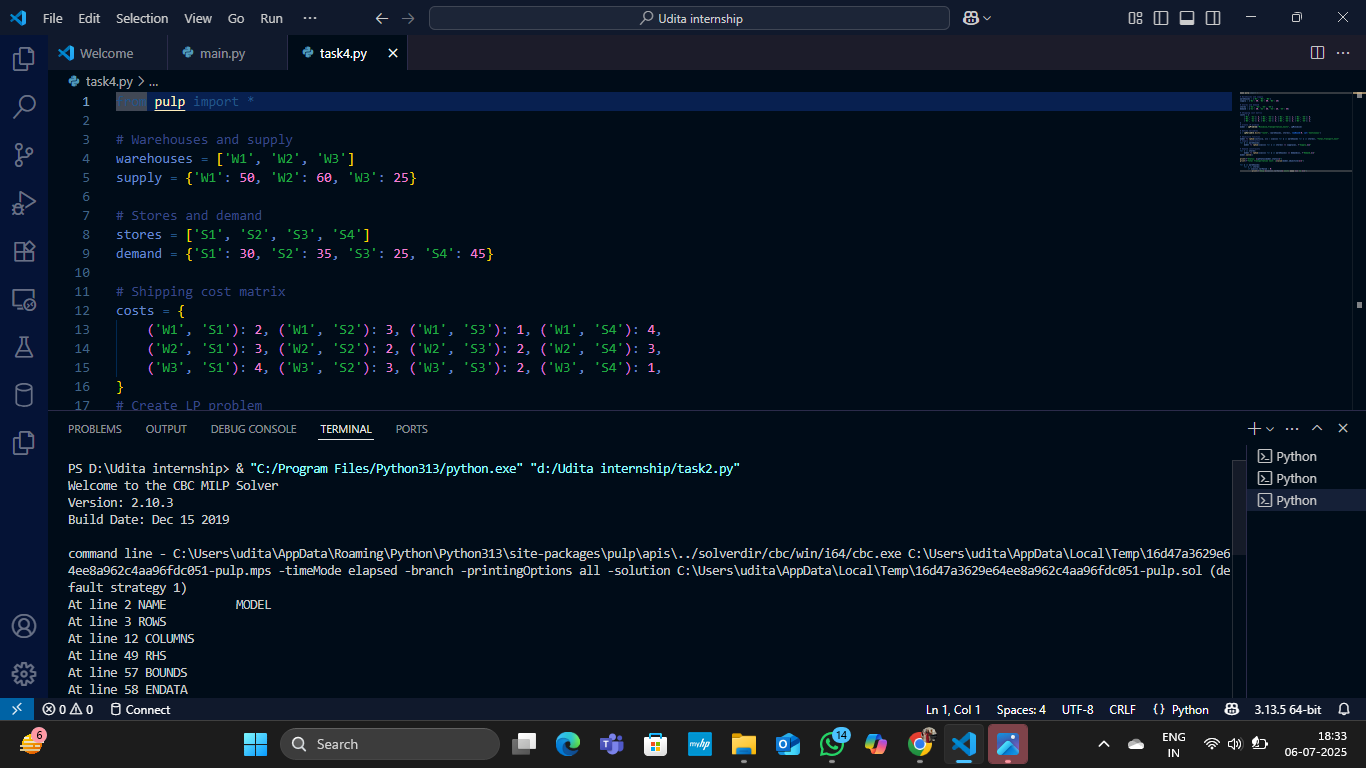 File Edit Selection View Go Run ··· Udita internship
Welcome main.py task4.py
task4.py > ...
1 from pulp import *
2
3 # Warehouses and supply
4 warehouses = ['W1', 'W2', 'W3']
5 supply = {'W1': 50, 'W2': 60, 'W3': 25}
6
7 # Stores and demand
8 stores = ['S1', 'S2', 'S3', 'S4']
9 demand = {'S1': 30, 'S2': 35, 'S3': 25, 'S4': 45}
10
11 # Shipping cost matrix
12 costs = {
13 ('W1', 'S1'): 2, ('W1', 'S2'): 3, ('W1', 'S3'): 1, ('W1', 'S4'): 4,
14 ('W2', 'S1'): 3, ('W2', 'S2'): 2, ('W2', 'S3'): 2, ('W2', 'S4'): 3,
15 ('W3', 'S1'): 4, ('W3', 'S2'): 3, ('W3', 'S3'): 2, ('W3', 'S4'): 1,
16 }
17 # Create LP problem
PROBLEMS OUTPUT DEBUG CONSOLE TERMINAL PORTS
PS D:\Udita internship> & "C:/Program Files/Python313/python.exe" "d:/Udita internship/task2.py"
Welcome to the CBC MILP Solver
Version: 2.10.3
Build Date: Dec 15 2019
command line - C:\Users\udita\AppData\Roaming\Python\Python313\site-packages\pulp\apis\../solverdir/cbc/win/i64/cbc.exe C:\Users\udita\AppData\Local\Temp\16d47a3629e6
4ee8a962c4aa96fdc051-pulp.mps -timeMode elapsed -branch -printingOptions all -solution C:\Users\udita\AppData\Local\Temp\16d47a3629e64ee8a962c4aa96fdc051-pulp.sol (de
fault strategy 1)
At line 2 NAME MODEL
At line 3 ROWS
At line 12 COLUMNS
At line 49 RHS
At line 57 BOUNDS
At line 58 ENDATA
Python
Python
Python
0 0 Connect Ln 1, Col 1 Spaces: 4 UTF-8 CRLF {} Python 3.13.5 64-bit
6 Search myhp 14 ENG 18:33
IN 06-07-2025